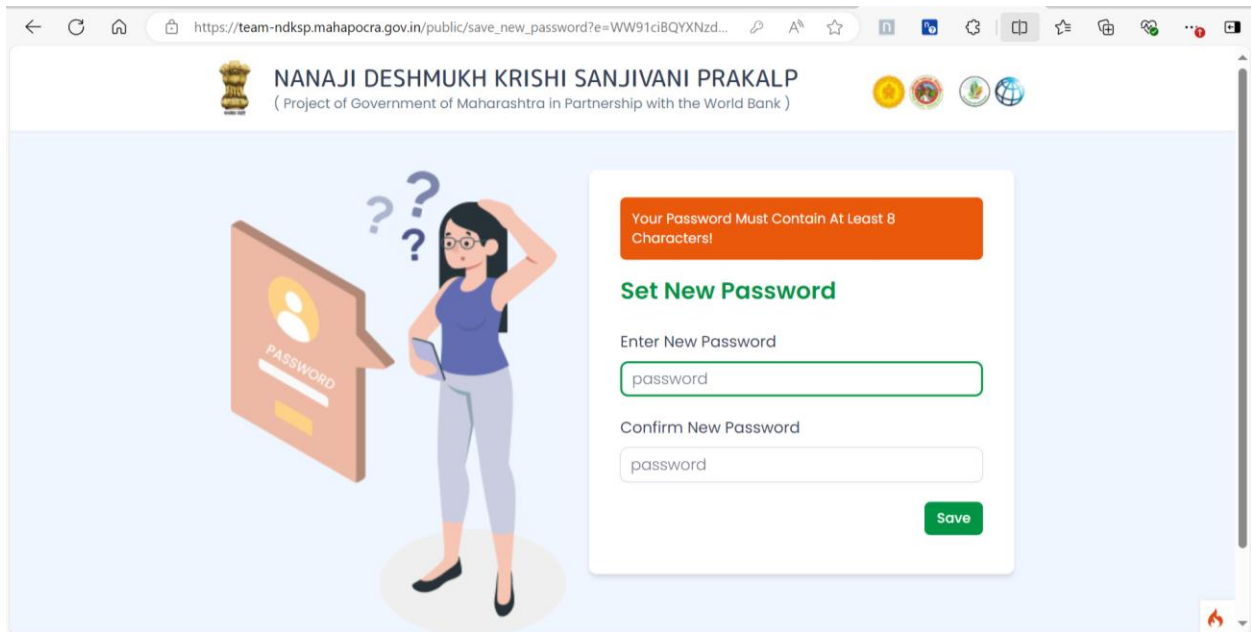 https://team-ndksp.mahapocra.gov.in/public/save_new_password?e=WW91ciBQYXNzd...
NANAJI DESHMUKH KRISHI SANJIVANI PRAKALP
( Project of Government of Maharashtra in Partnership with the World Bank )
Your Password Must Contain At Least 8
Characters!
Set New Password
Enter New Password
password
PASSWORD
Confirm New Password
password
Save